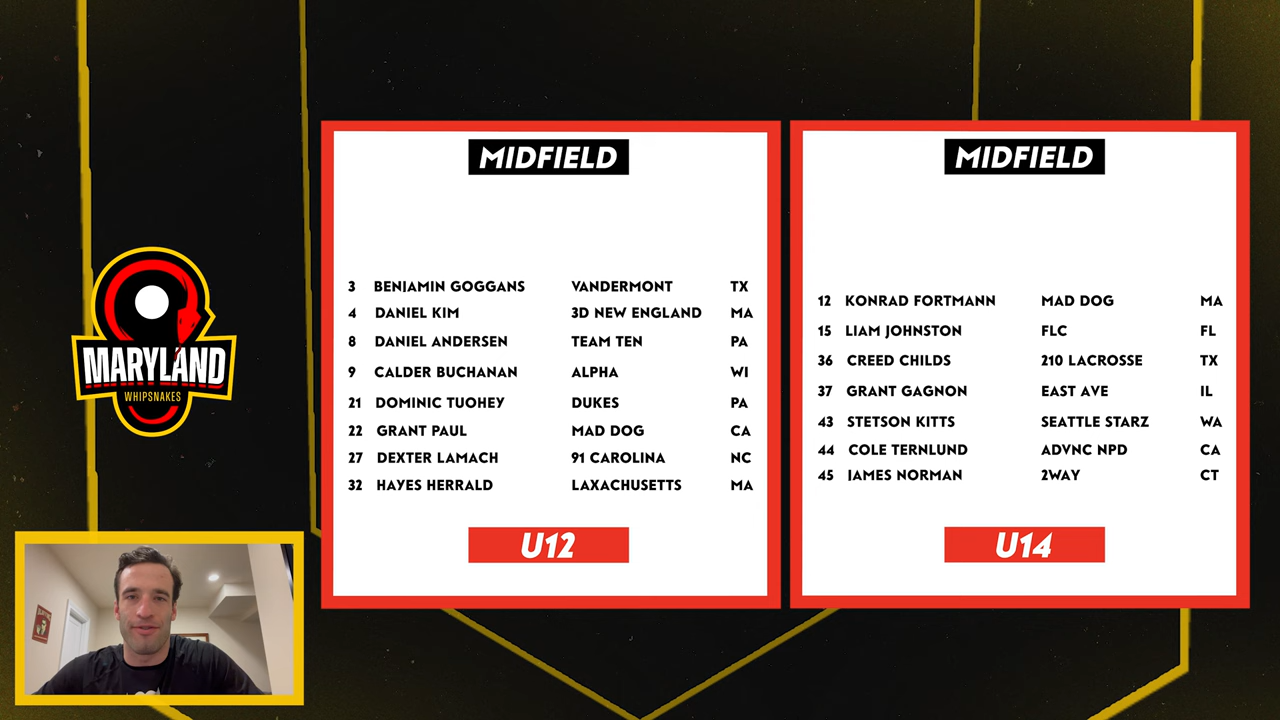 MARYLAND
WHIPSNAKES
MIDFIELD
3 BENJAMIN GOGGANS VANDERMONT TX
4 DANIEL KIM 3D NEW ENGLAND MA
8 DANIEL ANDERSEN TEAM TEN PA
9 CALDER BUCHANAN ALPHA WI
21 DOMINIC TUOHEY DUKES PA
22 GRANT PAUL MAD DOG CA
27 DEXTER LAMACH 91 CAROLINA NC
32 HAYES HERRALD LAXACHUSETTS MA
U12
MIDFIELD
12 KONRAD FORTMANN MAD DOG MA
15 LIAM JOHNSTON FLC FL
36 CREED CHILDS 210 LACROSSE TX
37 GRANT GAGNON EAST AVE IL
43 STETSON KITTS SEATTLE STARZ WA
44 COLE TERNLUND ADVNC NPD CA
45 JAMES NORMAN 2WAY CT
U14